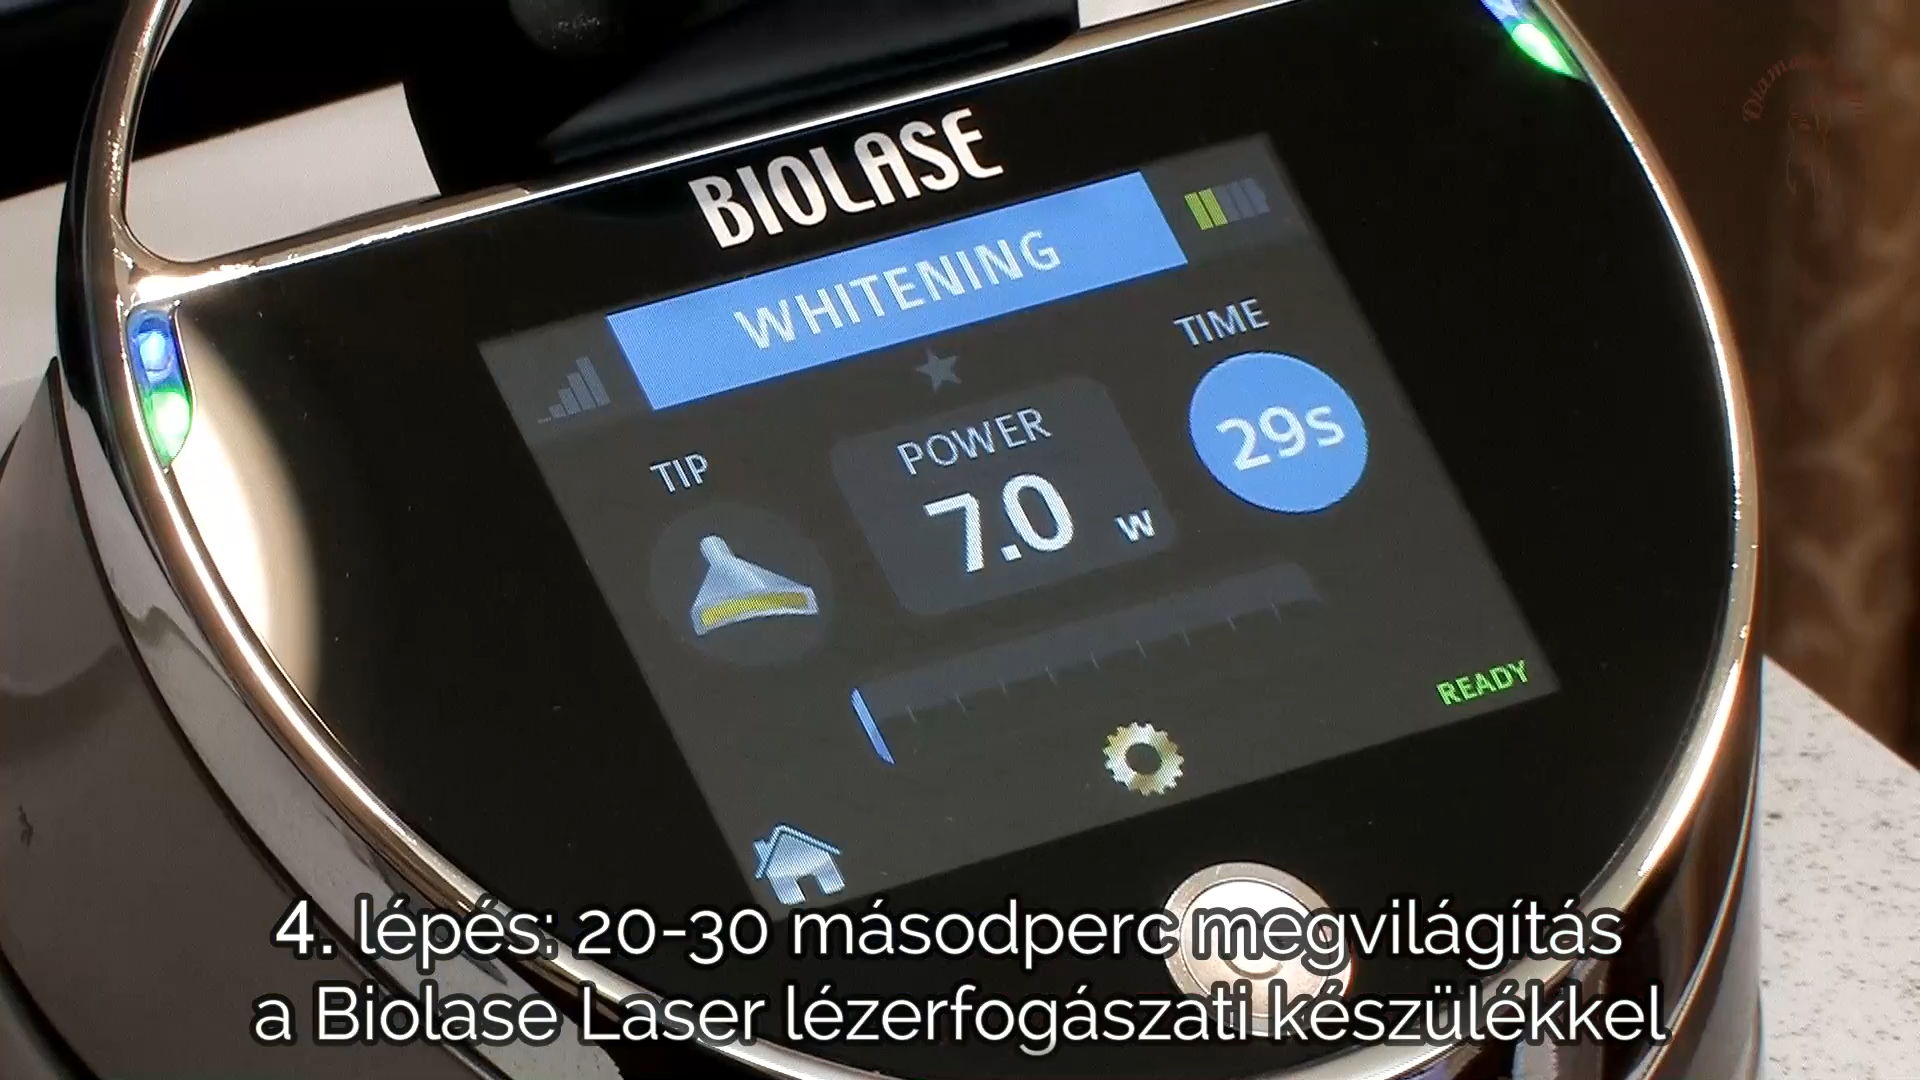 BIOLASE
WHITENING
TIME
29s
POWER
7.0 W
TIP
READY
4. lépés: 20-30 másodperc megvilágítás
a Biolase Laser lézerfogászati készülékkel